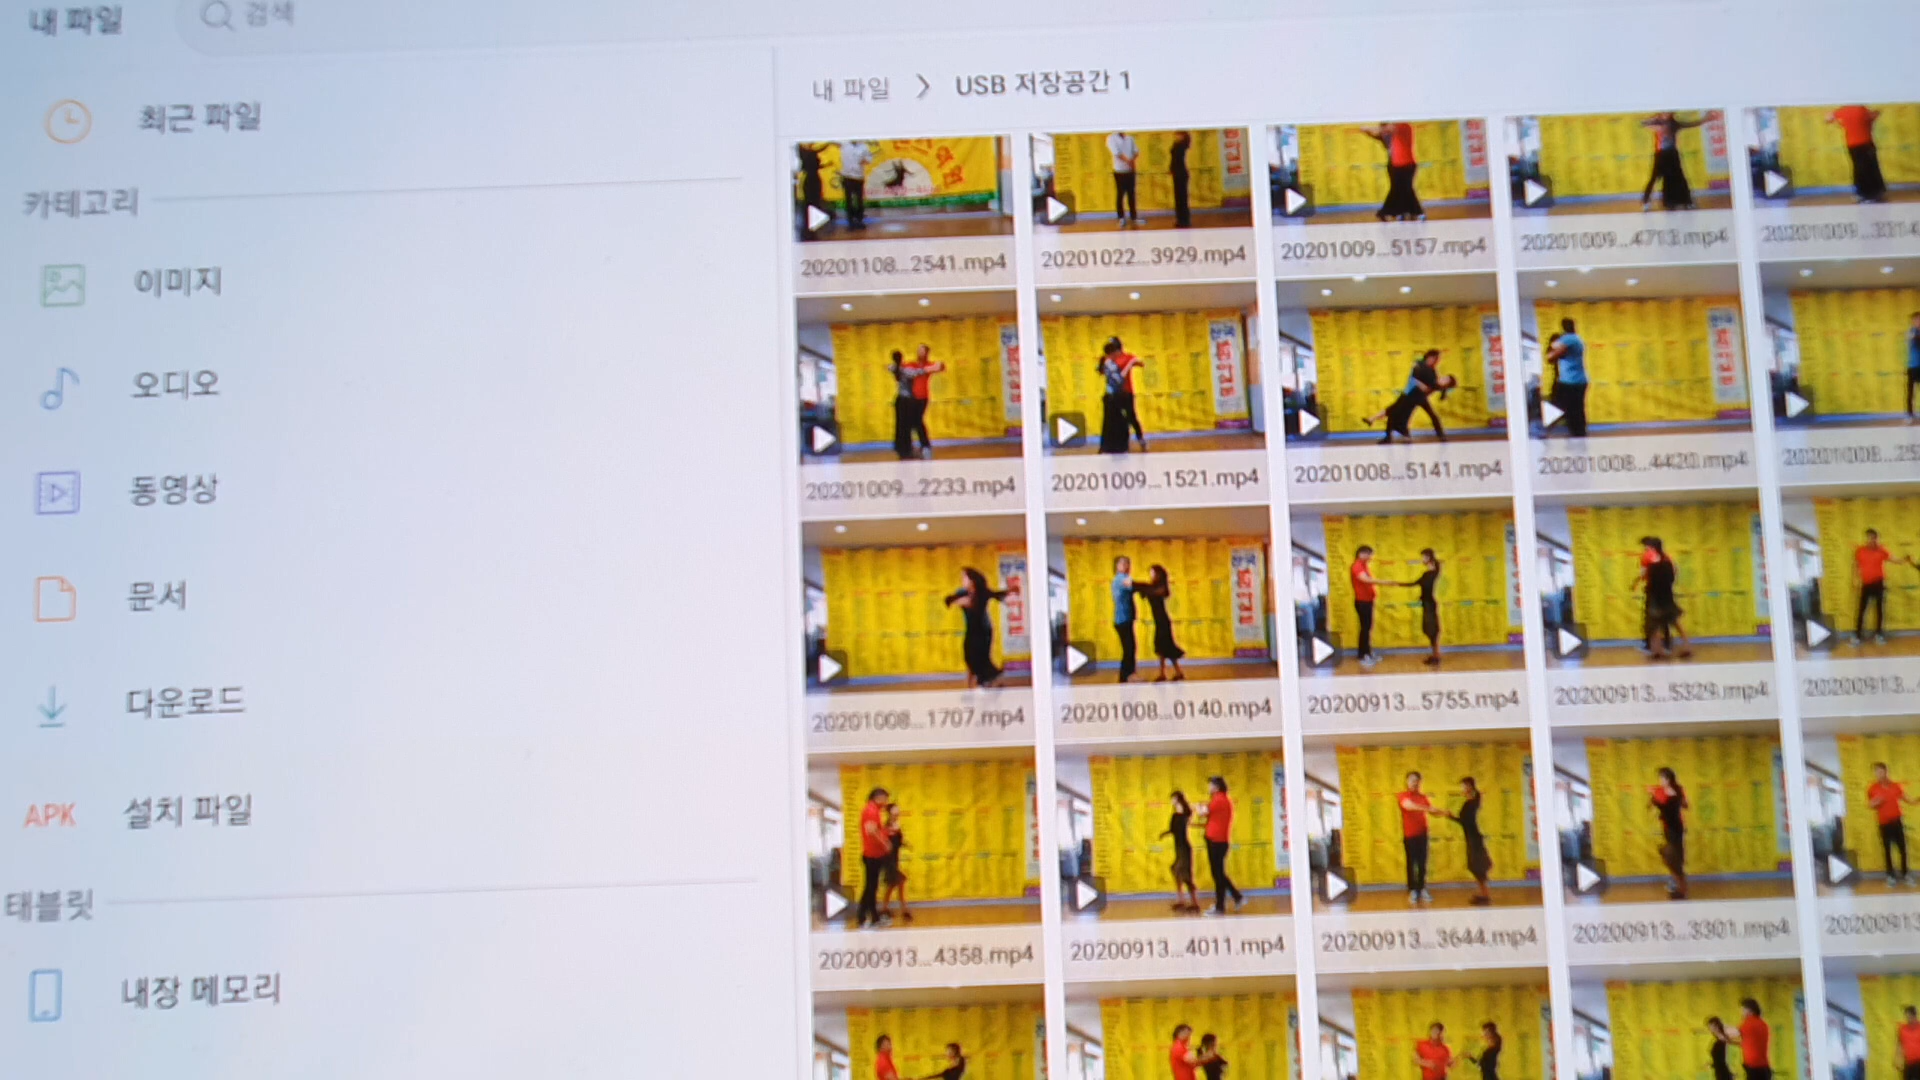 내 파일
검색
최근 파일
카테고리
이미지
오디오
동영상
문서
다운로드
APK 설치 파일
태블릿
내장 메모리
내 파일 > USB 저장공간 1
20201108...2541.mp4
20201022...3929.mp4
20201009...5157.mp4
20201009...4713.mp4
20201009...2233.mp4
20201009...1521.mp4
20201008...5141.mp4
20201008...4420.mp4
20201008...1707.mp4
20201008...0140.mp4
20200913...5755.mp4
20200913...5329.mp4
20200913...4358.mp4
20200913...4011.mp4
20200913...3644.mp4
20200913...3301.mp4
20200913